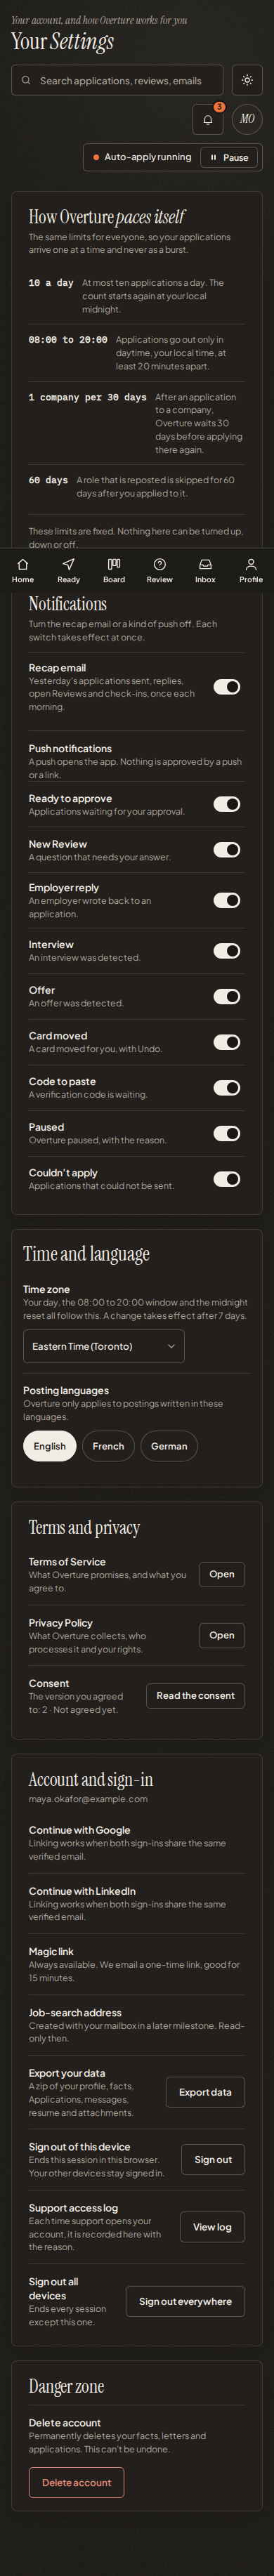 Your account, and how Overture works for you
Your Settings
Search applications, reviews, emails
3
MO
Auto-apply running
Pause
How Overture paces itself
The same limits for everyone, so your applications
arrive one at a time and never as a burst.
10 a day
At most ten applications a day. The
count starts again at your local
midnight.
08:00 to 20:00
Applications go out only in
daytime, your local time, at
least 20 minutes apart.
1 company per 30 days
After an application
to a company,
Overture waits 30
days before applying
there again.
60 days
A role that is reposted is skipped for 60
days after you applied to it.
These limits are fixed. Nothing here can be turned up,
down or off.
Home
Ready
Board
Review
Inbox
Profile
Notifications
Turn the recap email or a kind of push off. Each
switch takes effect at once.
Recap email
Yesterday's applications sent, replies,
open Reviews and check-ins, once each
morning.
Push notifications
A push opens the app. Nothing is approved by a push
or a link.
Ready to approve
Applications waiting for your approval.
New Review
A question that needs your answer.
Employer reply
An employer wrote back to an
application.
Interview
An interview was detected.
Offer
An offer was detected.
Card moved
A card moved for you, with Undo.
Code to paste
A verification code is waiting.
Paused
Overture paused, with the reason.
Couldn't apply
Applications that could not be sent.
Time and language
Time zone
Your day, the 08:00 to 20:00 window and the midnight
reset all follow this. A change takes effect after 7 days.
Eastern Time (Toronto)
Posting languages
Overture only applies to postings written in these
languages.
English
French
German
Terms and privacy
Terms of Service
What Overture promises, and what you
agree to.
Open
Privacy Policy
What Overture collects, who
processes it and your rights.
Open
Consent
The version you agreed
to: 2 · Not agreed yet.
Read the consent
Account and sign-in
maya.okafor@example.com
Continue with Google
Linking works when both sign-ins share the same
verified email.
Continue with LinkedIn
Linking works when both sign-ins share the same
verified email.
Magic link
Always available. We email a one-time link, good for
15 minutes.
Job-search address
Created with your mailbox in a later milestone. Read-
only then.
Export your data
A zip of your profile, facts,
Applications, messages,
resume and attachments.
Export data
Sign out of this device
Ends this session in this browser.
Your other devices stay signed in.
Sign out
Support access log
Each time support opens your
account, it is recorded here with
the reason.
View log
Sign out all
devices
Ends every session
except this one.
Sign out everywhere
Danger zone
Delete account
Permanently deletes your facts, letters and
applications. This can't be undone.
Delete account